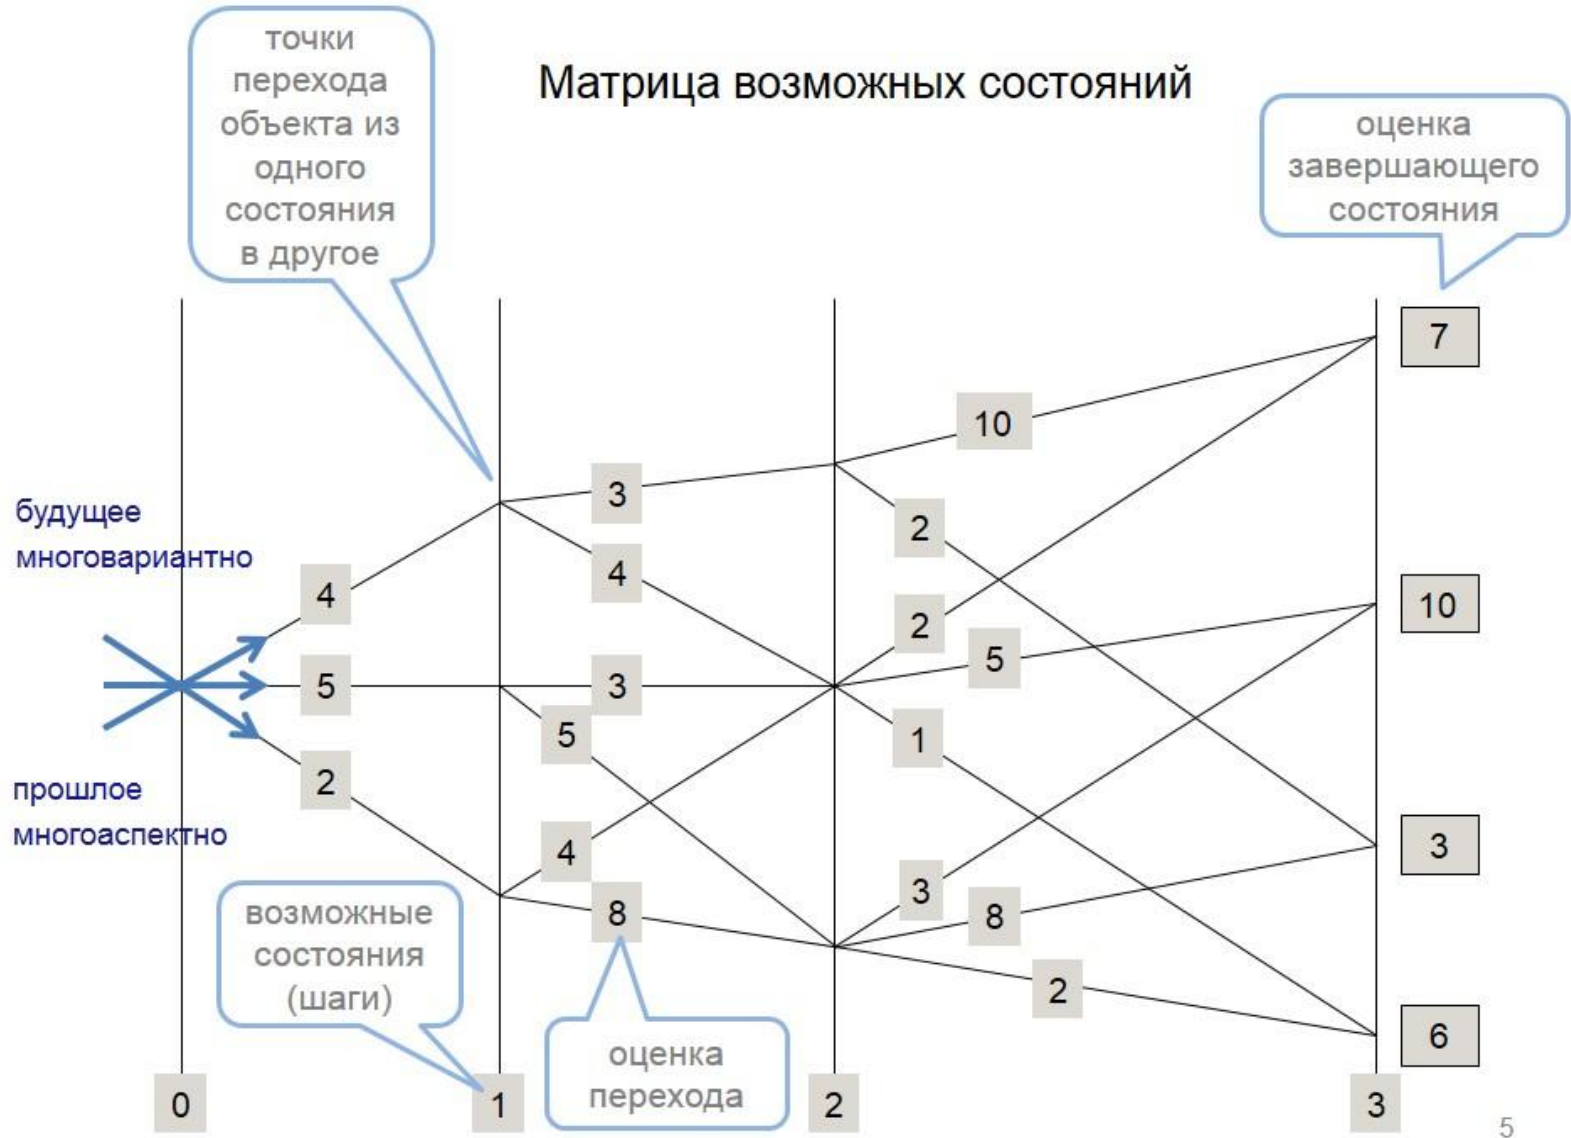 точки
перехода
объекта из
одного
состояния
в другое
Матрица возможных состояний
оценка
завершающего
состояния
7
10
3
2
будущее
многовариантно
4
4
10
2
5
5
3
5
1
2
прошлое
многоаспектно
4
3
8
3
8
возможные
состояния
(шаги)
2
6
оценка
перехода
0
1
2
3
5